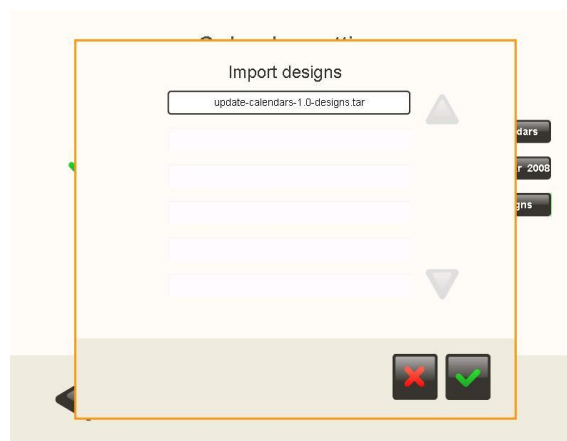 Import designs
update-calendars-1.0-designs.tar
dars
r 2008
gns